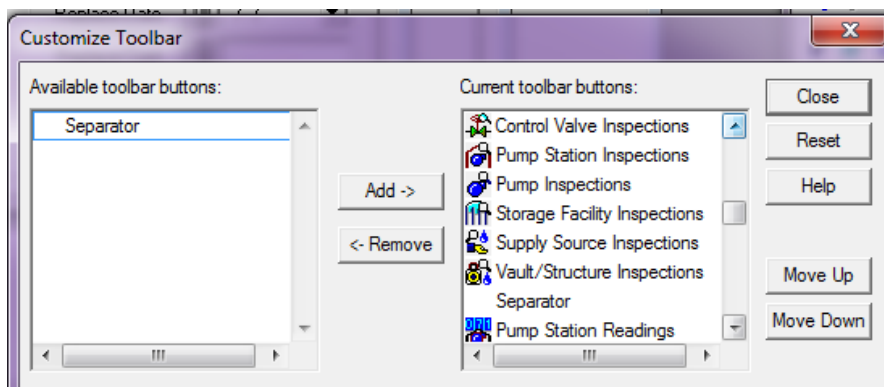 Replace Date
Customize Toolbar
Available toolbar buttons:
Separator
Add ->
<- Remove
Current toolbar buttons:
Control Valve Inspections
Pump Station Inspections
Pump Inspections
Storage Facility Inspections
Supply Source Inspections
Vault/Structure Inspections
Separator
Pump Station Readings
Close
Reset
Help
Move Up
Move Down